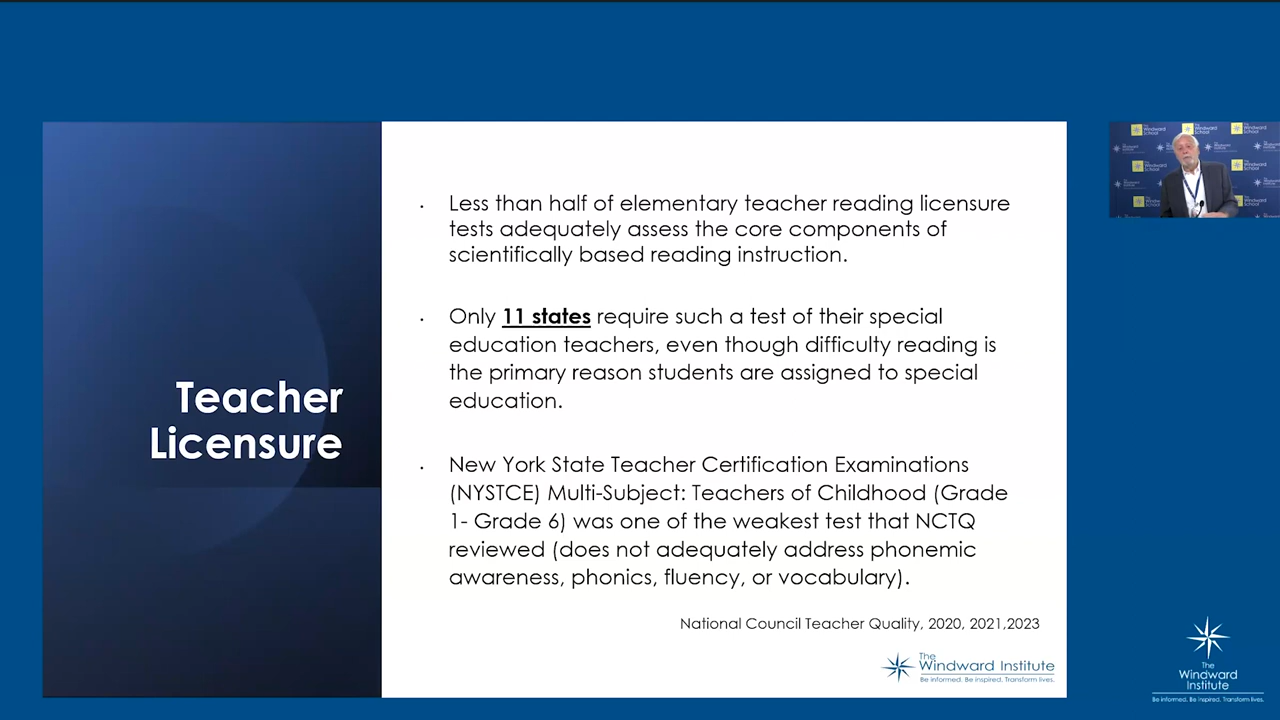 Teacher
Licensure
· Less than half of elementary teacher reading licensure
tests adequately assess the core components of
scientifically based reading instruction.
· Only 11 states require such a test of their special
education teachers, even though difficulty reading is
the primary reason students are assigned to special
education.
· New York State Teacher Certification Examinations
(NYSTCE) Multi-Subject: Teachers of Childhood (Grade
1- Grade 6) was one of the weakest test that NCTQ
reviewed (does not adequately address phonemic
awareness, phonics, fluency, or vocabulary).
National Council Teacher Quality, 2020, 2021,2023
The
Windward Institute
Be informed. Be inspired. Transform lives.
The
Windward
School
The
Windward
Institute
Be informed. Be inspired. Transform lives.